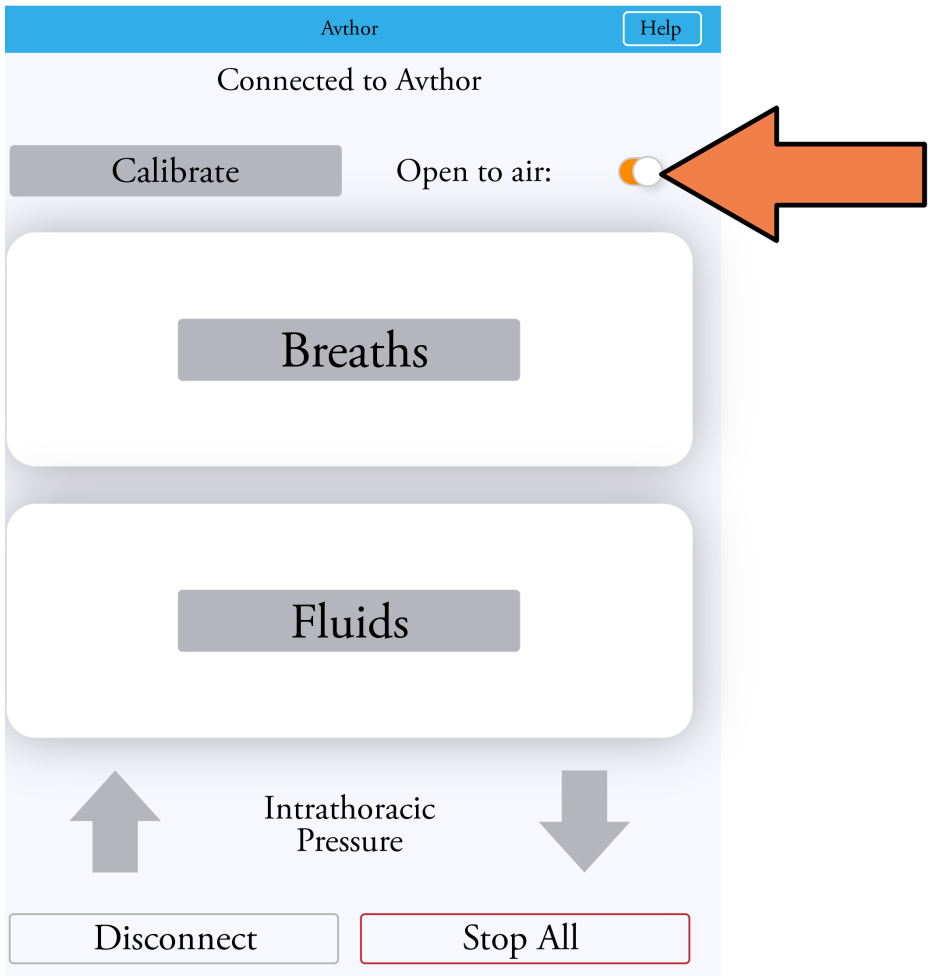 Avthor
Help
Connected to Avthor
Calibrate
Open to air:
Breaths
Fluids
Intrathoracic
Pressure
Disconnect
Stop All